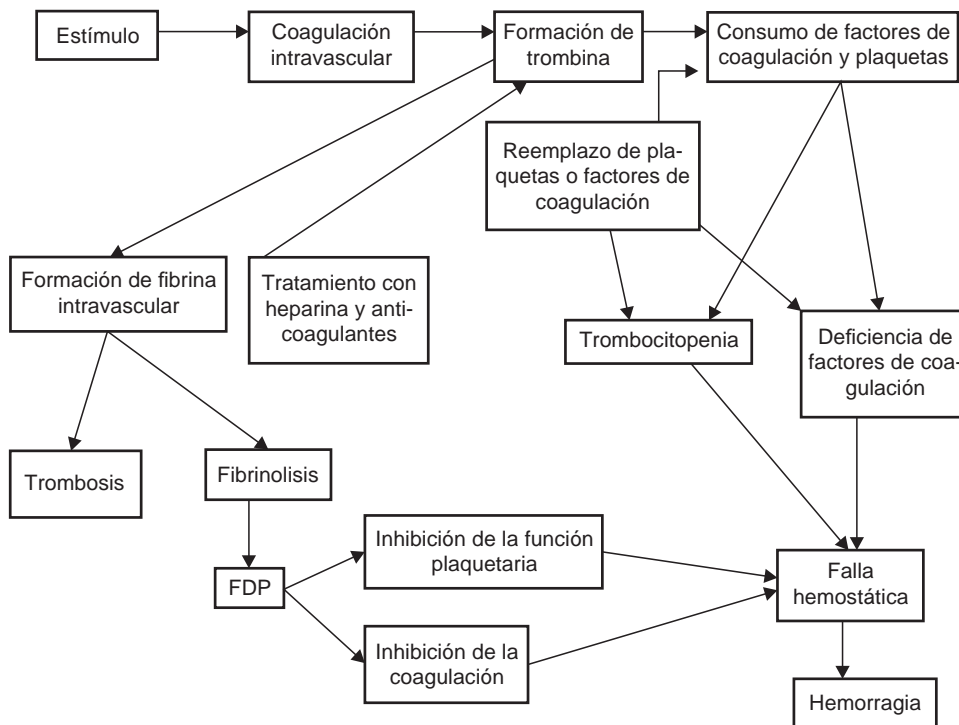 Estímulo
Coagulación
intravascular
Formación de
trombina
Consumo de factores de
coagulación y plaquetas
Reemplazo de pla-
quetas o factores de
coagulación
Formación de fibrina
intravascular
Tratamiento con
heparina y anti-
coagulantes
Trombocitopenia
Deficiencia de
factores de coa-
gulación
Trombosis
Fibrinolisis
FDP
Inhibición de la función
plaquetaria
Inhibición de la
coagulación
Falla
hemostática
Hemorragia